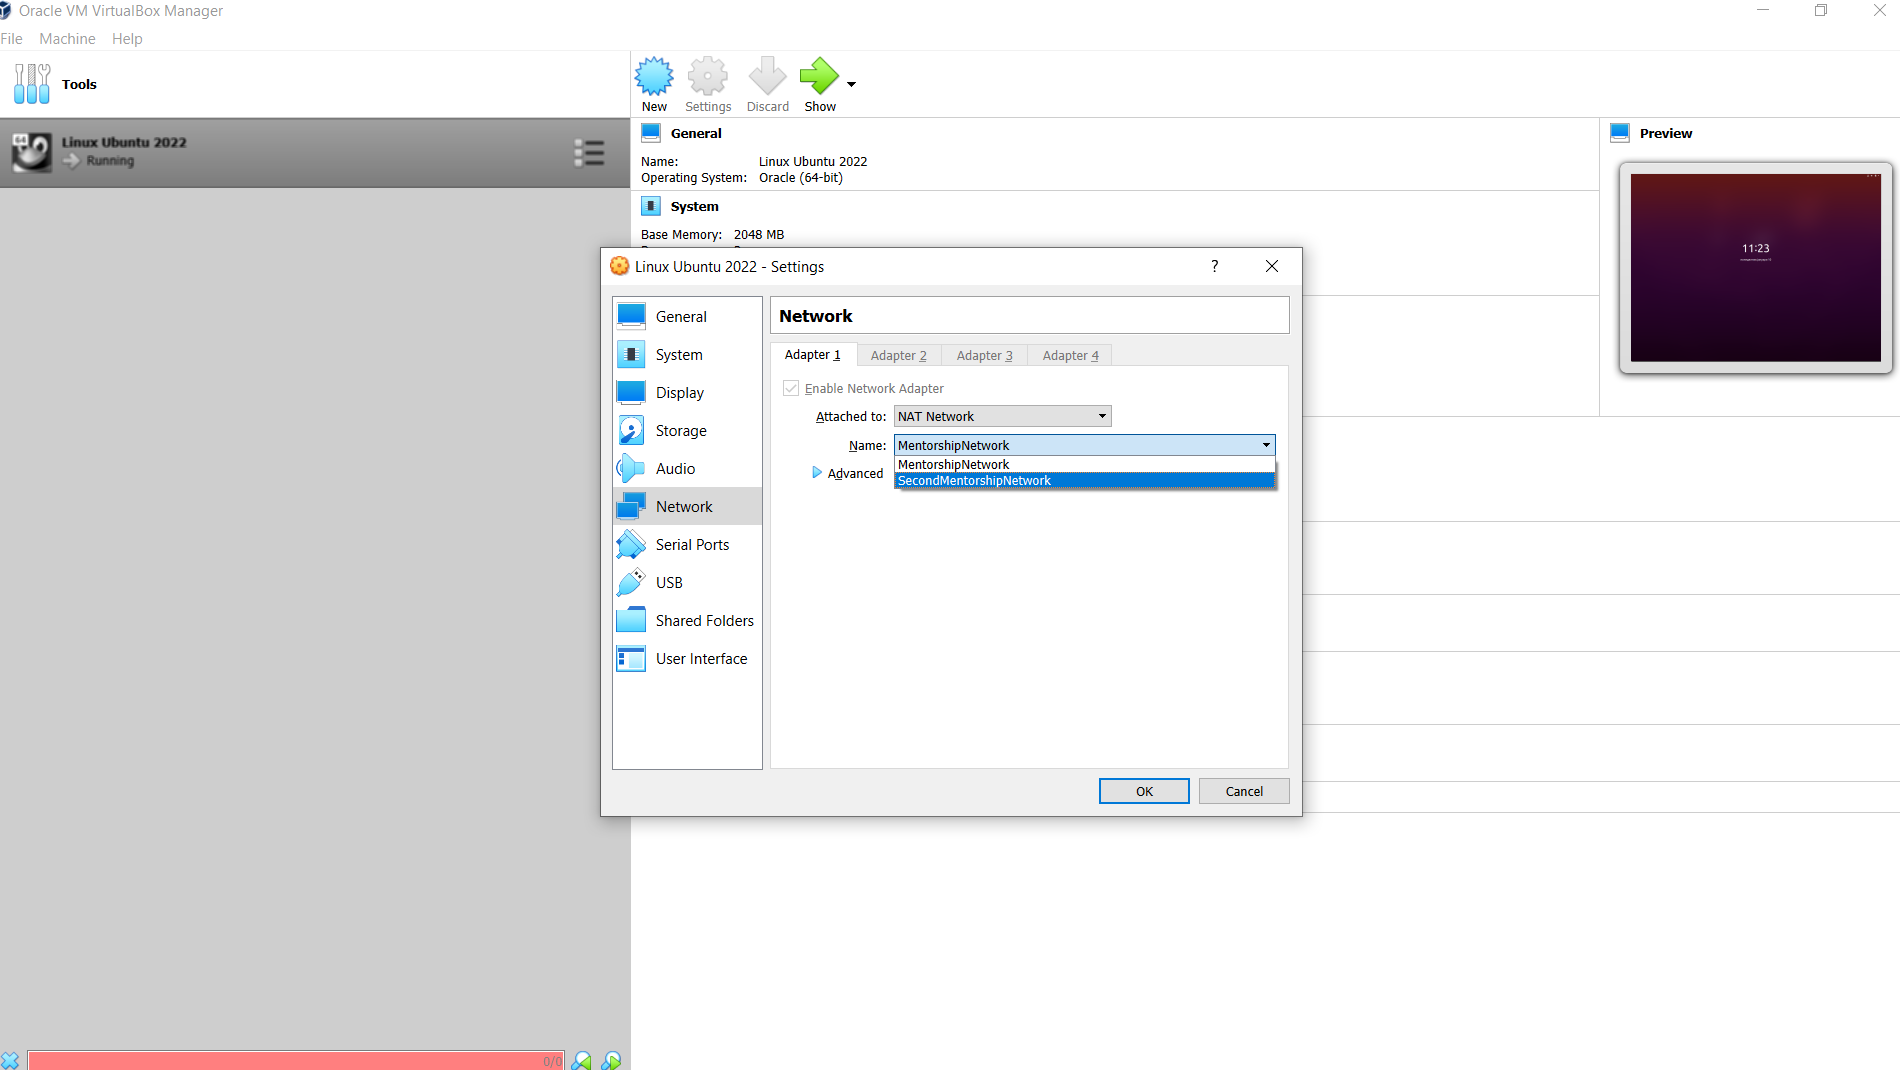 Oracle VM VirtualBox Manager
File Machine Help
Tools
New Settings Discard Show
64
Linux Ubuntu 2022
Running
General
Name: Linux Ubuntu 2022
Operating System: Oracle (64-bit)
System
Base Memory: 2048 MB
Preview
11:23
Linux Ubuntu 2022 - Settings
?
General
System
Display
Storage
Audio
Network
Serial Ports
USB
Shared Folders
User Interface
Network
Adapter 1 Adapter 2 Adapter 3 Adapter 4
Enable Network Adapter
Attached to: NAT Network
Name: MentorshipNetwork
MentorshipNetwork
SecondMentorshipNetwork
Advanced
OK Cancel
0/0